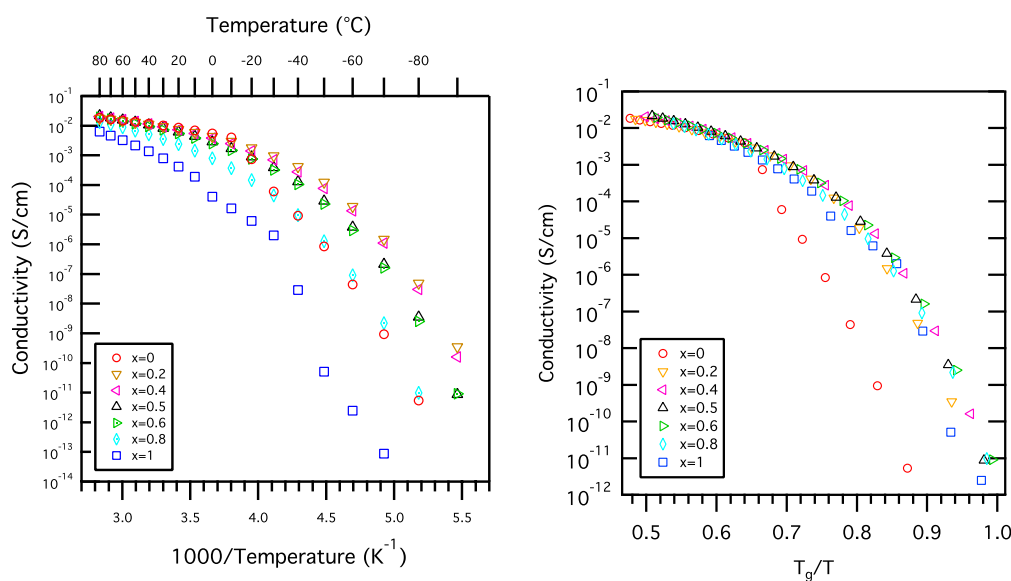 Temperature (°C)
80 60 40 20 0 -20 -40 -60 -80
Conductivity (S/cm)
10-1
10-2
10-3
10-4
10-5
10-6
10-7
10-8
10-9
10-10
10-11
10-12
10-13
10-14
x=0
x=0.2
x=0.4
x=0.5
x=0.6
x=0.8
x=1
3.0 3.5 4.0 4.5 5.0 5.5
1000/Temperature (K-1)
Conductivity (S/cm)
10-1
10-2
10-3
10-4
10-5
10-6
10-7
10-8
10-9
10-10
10-11
10-12
x=0
x=0.2
x=0.4
x=0.5
x=0.6
x=0.8
x=1
0.5 0.6 0.7 0.8 0.9 1.0
Tg/T